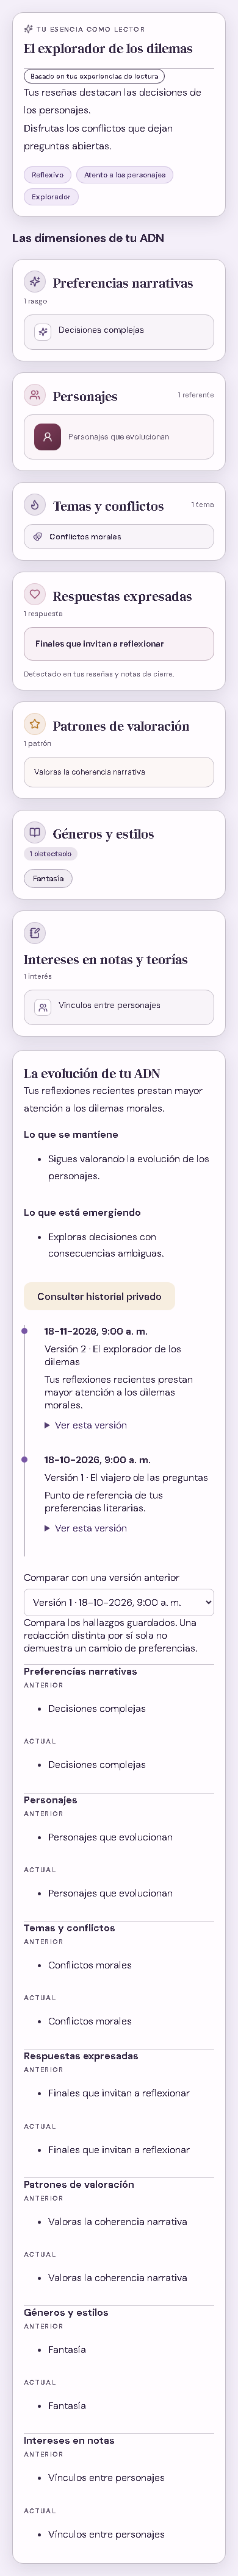 TU ESENCIA COMO LECTOR
El explorador de los dilemas
Basado en tus experiencias de lectura
Tus reseñas destacan las decisiones de
los personajes.
Disfrutas los conflictos que dejan
preguntas abiertas.
Reflexivo
Atento a los personajes
Explorador
Las dimensiones de tu ADN
Preferencias narrativas
1 rasgo
Decisiones complejas
Personajes
1 referente
Personajes que evolucionan
Temas y conflictos
1 tema
Conflictos morales
Respuestas expresadas
1 respuesta
Finales que invitan a reflexionar
Detectado en tus reseñas y notas de cierre.
Patrones de valoración
1 patrón
Valoras la coherencia narrativa
Géneros y estilos
1 detectado
Fantasía
Intereses en notas y teorías
1 interés
Vínculos entre personajes
La evolución de tu ADN
Tus reflexiones recientes prestan mayor
atención a los dilemas morales.
Lo que se mantiene
• Sigues valorando la evolución de los
personajes.
Lo que está emergiendo
• Exploras decisiones con
consecuencias ambiguas.
Consultar historial privado
18-11-2026, 9:00 a. m.
Versión 2 · El explorador de los
dilemas
Tus reflexiones recientes prestan
mayor atención a los dilemas
morales.
▶ Ver esta versión
18-10-2026, 9:00 a. m.
Versión 1 · El viajero de las preguntas
Punto de referencia de tus
preferencias literarias.
▶ Ver esta versión
Comparar con una versión anterior
Versión 1 · 18-10-2026, 9:00 a. m.
Compara los hallazgos guardados. Una
redacción distinta por sí sola no
demuestra un cambio de preferencias.
Preferencias narrativas
ANTERIOR
• Decisiones complejas
ACTUAL
• Decisiones complejas
Personajes
ANTERIOR
• Personajes que evolucionan
ACTUAL
• Personajes que evolucionan
Temas y conflictos
ANTERIOR
• Conflictos morales
ACTUAL
• Conflictos morales
Respuestas expresadas
ANTERIOR
• Finales que invitan a reflexionar
ACTUAL
• Finales que invitan a reflexionar
Patrones de valoración
ANTERIOR
• Valoras la coherencia narrativa
ACTUAL
• Valoras la coherencia narrativa
Géneros y estilos
ANTERIOR
• Fantasía
ACTUAL
• Fantasía
Intereses en notas
ANTERIOR
• Vínculos entre personajes
ACTUAL
• Vínculos entre personajes